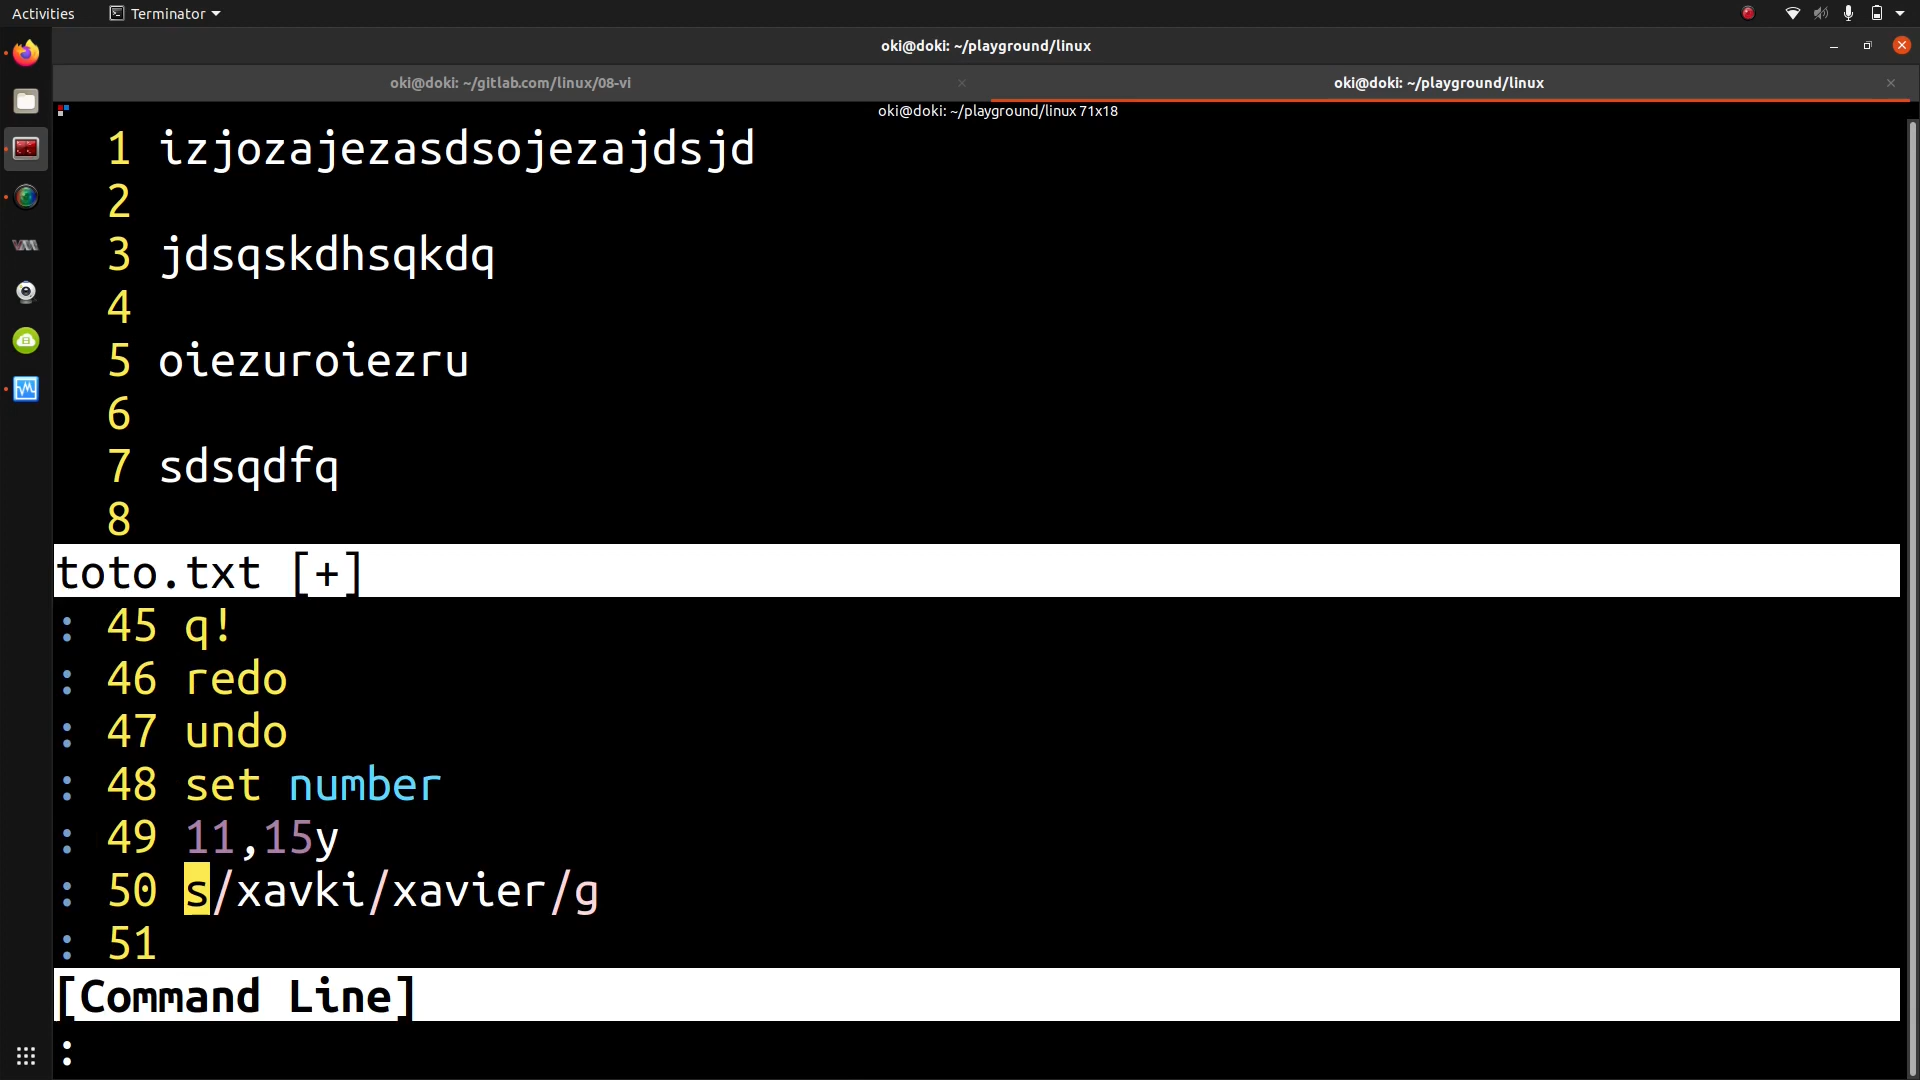 Activities
Terminator
oki@doki: ~/playground/linux
oki@doki: ~/gitlab.com/linux/08-vi
oki@doki: ~/playground/linux
oki@doki: ~/playground/linux 71x18
1 izjozajezasdsojezajdsjd
2
3 jdsqskdhsqkdq
4
5 oiezuroiezru
6
7 sdsqdfq
8
toto.txt [+]
: 45 q!
: 46 redo
: 47 undo
: 48 set number
: 49 11,15y
: 50 s/xavki/xavier/g
: 51
[Command Line]
: